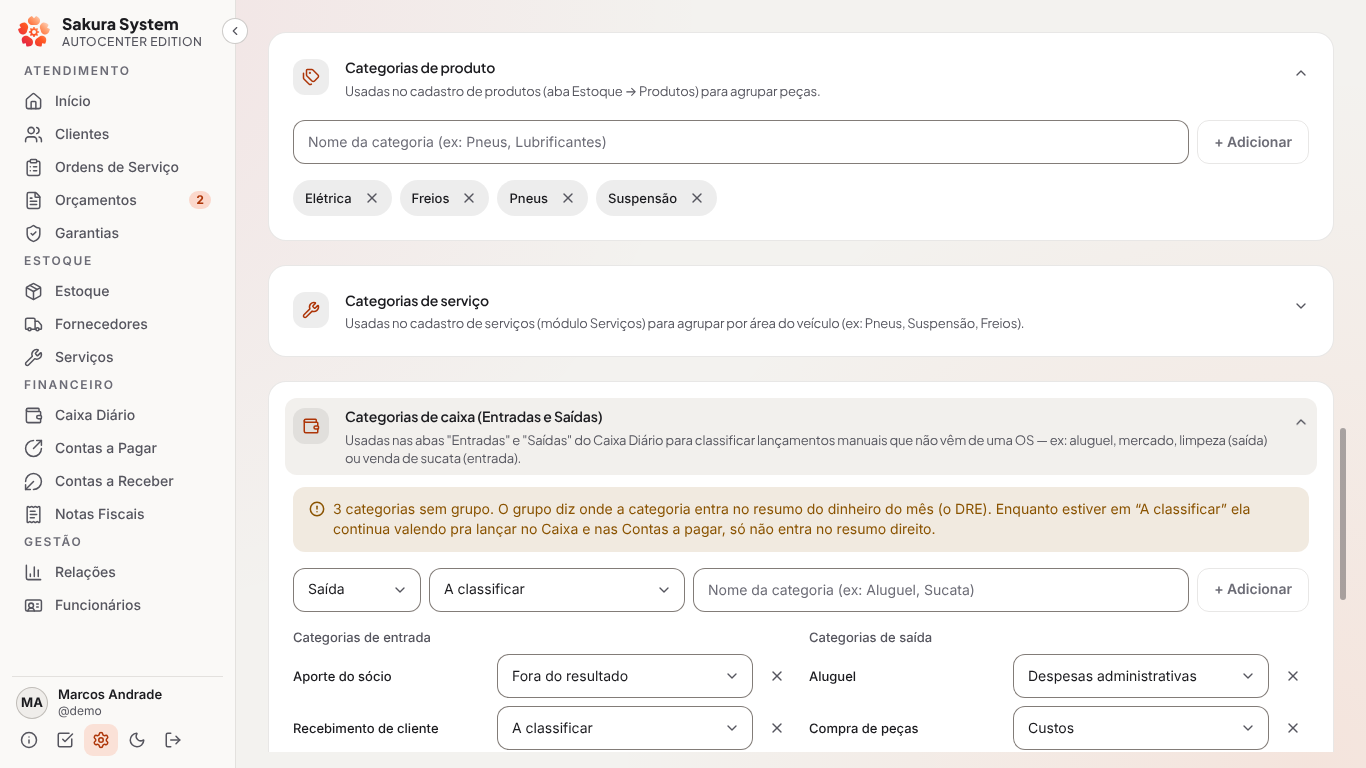 Sakura System
AUTOCENTER EDITION
ATENDIMENTO
Início
Clientes
Ordens de Serviço
Orçamentos 2
Garantias
ESTOQUE
Estoque
Fornecedores
Serviços
FINANCEIRO
Caixa Diário
Contas a Pagar
Contas a Receber
Notas Fiscais
GESTÃO
Relações
Funcionários
MA
Marcos Andrade
@demo
Categorias de produto
Usadas no cadastro de produtos (aba Estoque → Produtos) para agrupar peças.
Nome da categoria (ex: Pneus, Lubrificantes)
+ Adicionar
Elétrica
Freios
Pneus
Suspensão
Categorias de serviço
Usadas no cadastro de serviços (módulo Serviços) para agrupar por área do veículo (ex: Pneus, Suspensão, Freios).
Categorias de caixa (Entradas e Saídas)
Usadas nas abas "Entradas" e "Saídas" do Caixa Diário para classificar lançamentos manuais que não vêm de uma OS — ex: aluguel, mercado, limpeza (saída)
ou venda de sucata (entrada).
3 categorias sem grupo. O grupo diz onde a categoria entra no resumo do dinheiro do mês (o DRE). Enquanto estiver em “A classificar” ela
continua valendo pra lançar no Caixa e nas Contas a pagar, só não entra no resumo direito.
Saída
A classificar
Nome da categoria (ex: Aluguel, Sucata)
+ Adicionar
Categorias de entrada
Aporte do sócio
Fora do resultado
Recebimento de cliente
A classificar
Categorias de saída
Aluguel
Despesas administrativas
Compra de peças
Custos